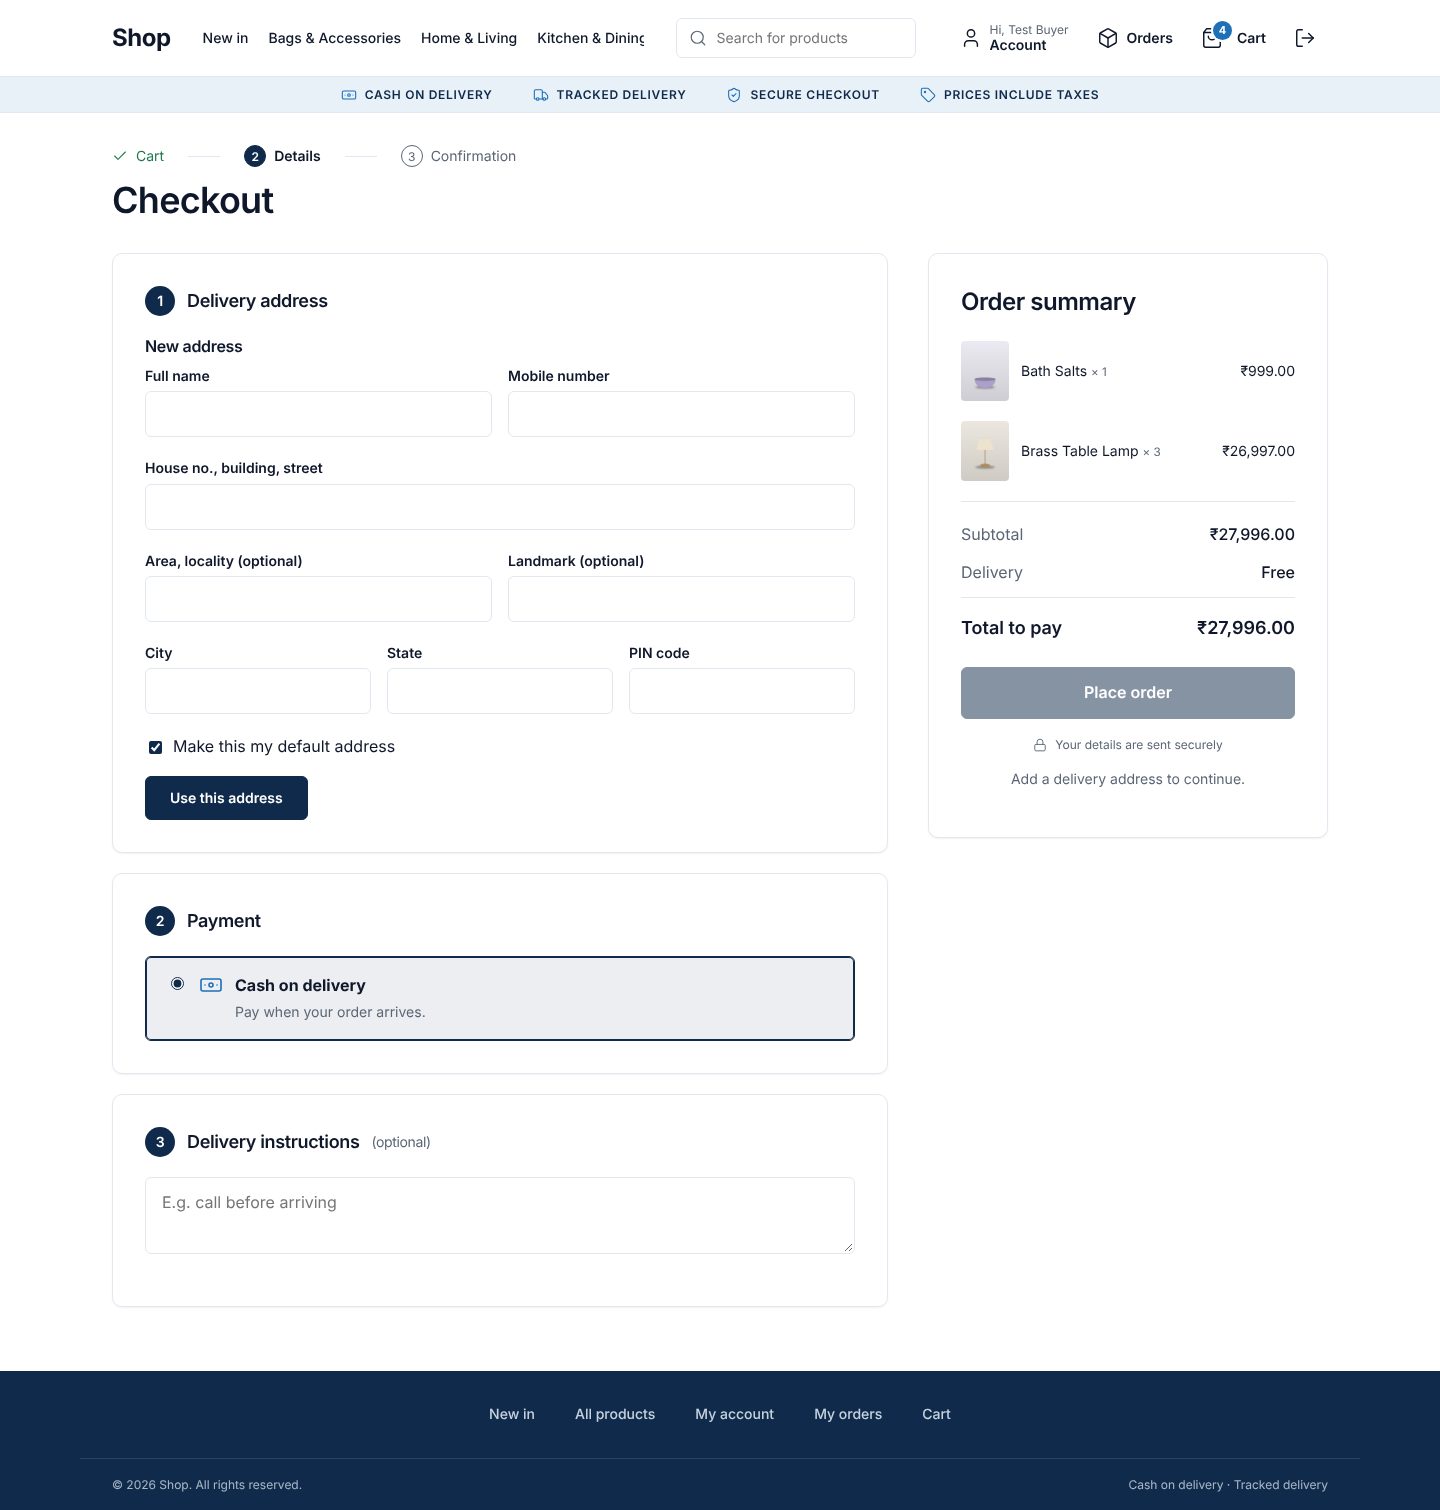 Shop
New in
Bags & Accessories
Home & Living
Kitchen & Dining
Search for products
Hi, Test Buyer
Account
Orders
4
Cart
CASH ON DELIVERY
TRACKED DELIVERY
SECURE CHECKOUT
PRICES INCLUDE TAXES
Cart
2 Details
3 Confirmation
Checkout
1 Delivery address
New address
Full name
Mobile number
House no., building, street
Area, locality (optional)
Landmark (optional)
City
State
PIN code
Make this my default address
Use this address
2 Payment
Cash on delivery
Pay when your order arrives.
3 Delivery instructions (optional)
E.g. call before arriving
Order summary
Bath Salts × 1 ₹999.00
Brass Table Lamp × 3 ₹26,997.00
Subtotal ₹27,996.00
Delivery Free
Total to pay ₹27,996.00
Place order
Your details are sent securely
Add a delivery address to continue.
New in
All products
My account
My orders
Cart
© 2026 Shop. All rights reserved.
Cash on delivery · Tracked delivery